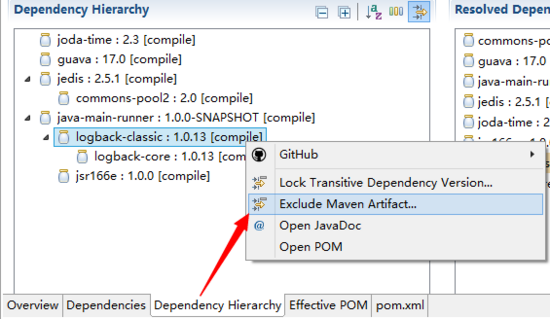 Dependency Hierarchy
joda-time : 2.3 [compile]
guava : 17.0 [compile]
jedis : 2.5.1 [compile]
commons-pool2 : 2.0 [compile]
java-main-runner : 1.0.0-SNAPSHOT [compile]
logback-classic : 1.0.13 [compile]
logback-core : 1.0.13 [com
jsr166e : 1.0.0 [compile]
Resolved Depen
commons-poo
guava : 17.0 [c
java-main-runn
jedis : 2.5.1 [c
joda-time : 2.3
GitHub
Lock Transitive Dependency Version...
Exclude Maven Artifact...
Open JavaDoc
Open POM
Overview
Dependencies
Dependency Hierarchy
Effective POM
pom.xml